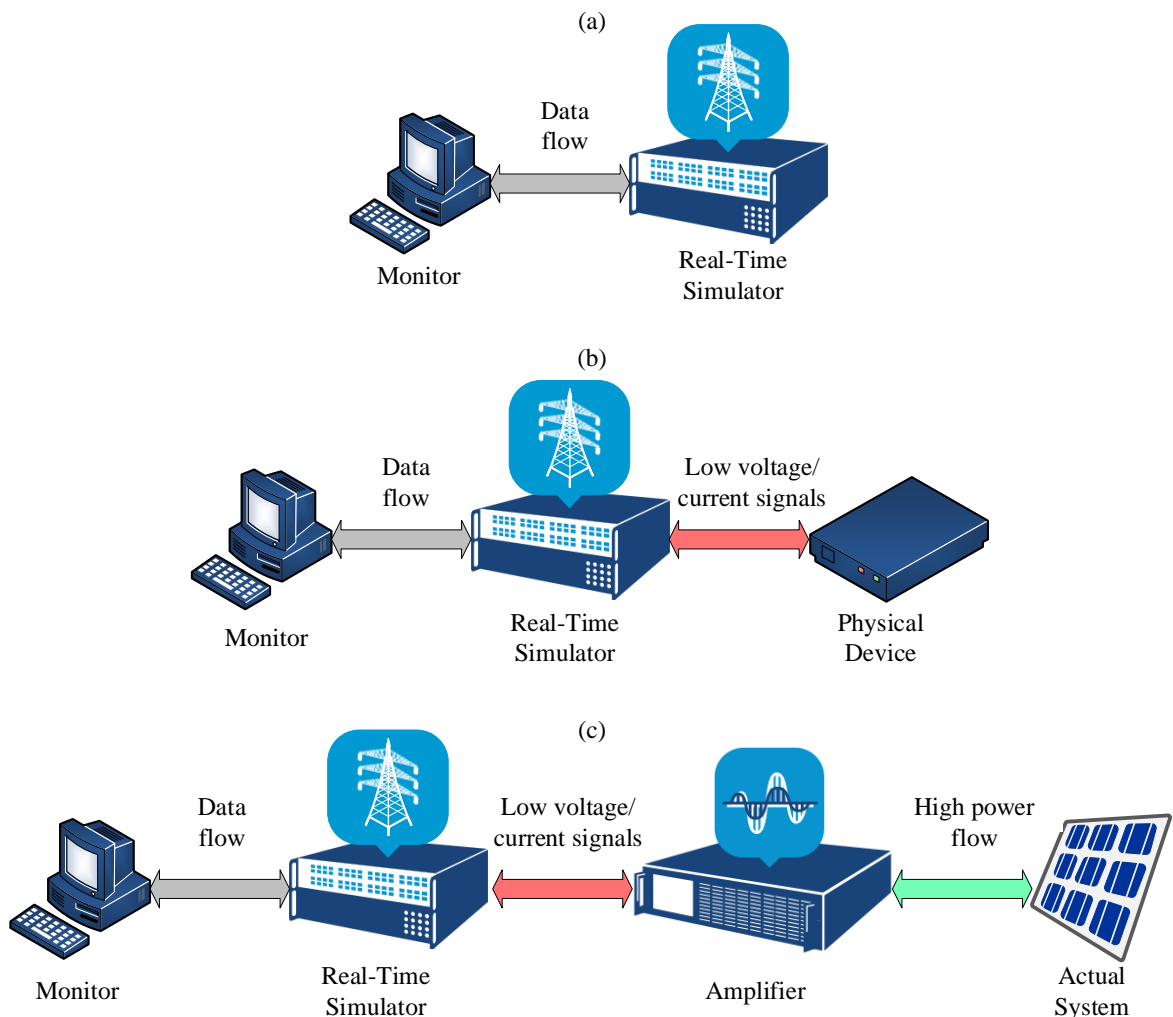 (a)
Data
flow
Monitor
Real-Time
Simulator
(b)
Data
flow
Low voltage/
current signals
Monitor
Real-Time
Simulator
Physical
Device
(c)
Data
flow
Low voltage/
current signals
High power
flow
Monitor
Real-Time
Simulator
Amplifier
Actual
System